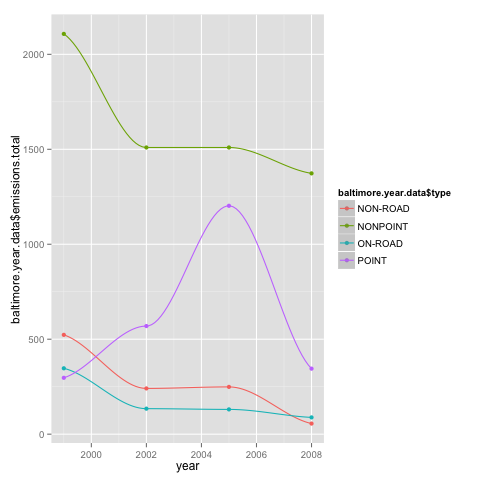 2000
1500
1000
500
0
baltimore.year.data$emissions.total
2000
2002
2004
2006
2008
year
baltimore.year.data$type
NON-ROAD
NONPOINT
ON-ROAD
POINT